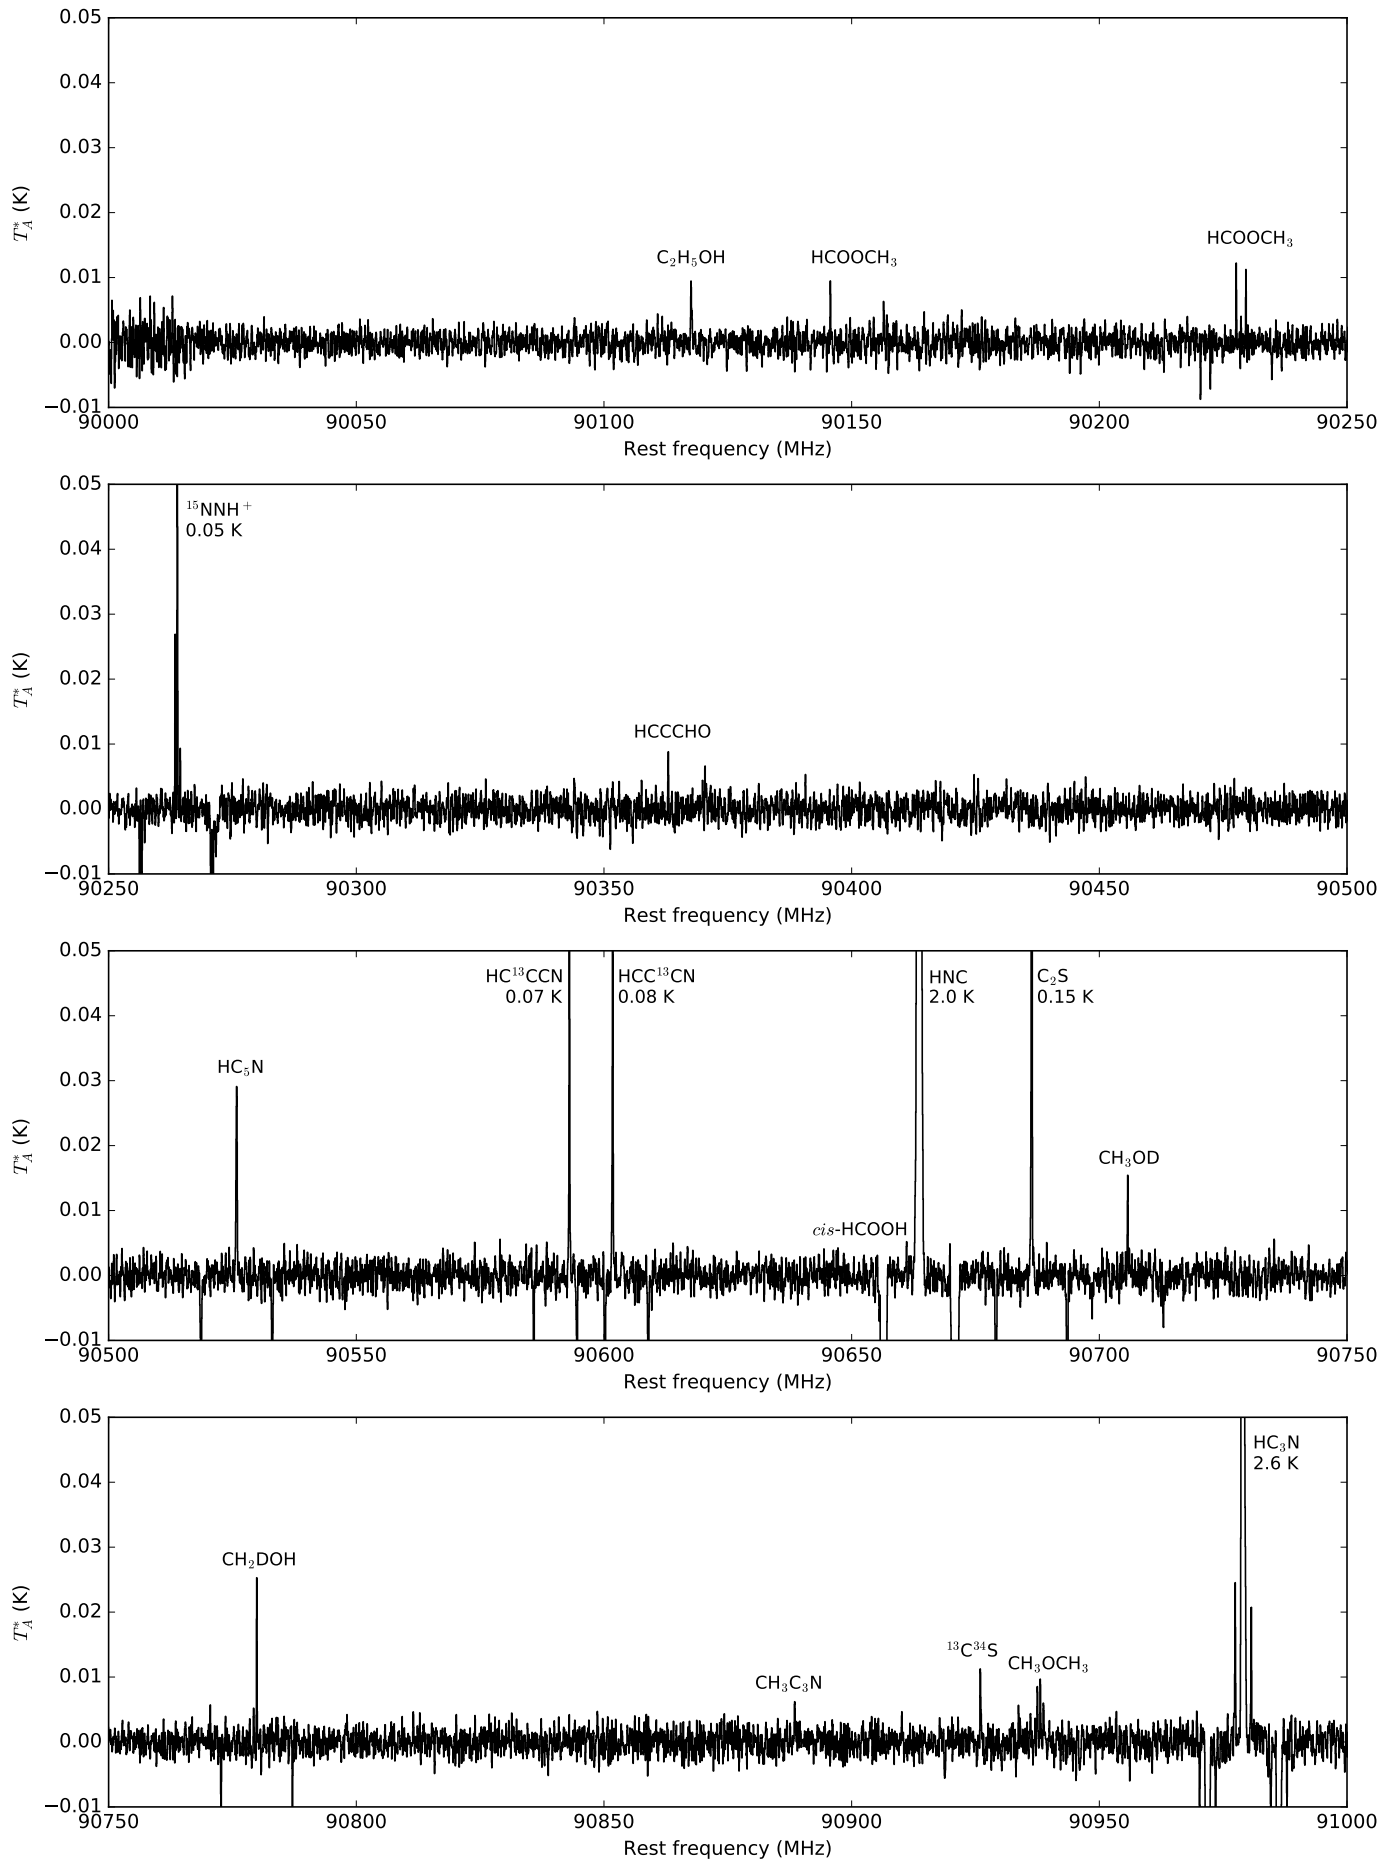 0.05
0.04
0.03
0.02
0.01
0.00
−0.01
T*A (K)
C2H5OH
HCOOCH3
HCOOCH3
90000 90050 90100 90150 90200 90250
Rest frequency (MHz)
0.05
0.04
0.03
0.02
0.01
0.00
−0.01
T*A (K)
15NNH+
0.05 K
HCCCHO
90250 90300 90350 90400 90450 90500
Rest frequency (MHz)
0.05
0.04
0.03
0.02
0.01
0.00
−0.01
T*A (K)
HC5N
HC13CCN
0.07 K
HCC13CN
0.08 K
cis-HCOOH
HNC
2.0 K
C2S
0.15 K
CH3OD
90500 90550 90600 90650 90700 90750
Rest frequency (MHz)
0.05
0.04
0.03
0.02
0.01
0.00
−0.01
T*A (K)
CH2DOH
CH3C3N
13C34S
CH3OCH3
HC3N
2.6 K
90750 90800 90850 90900 90950 91000
Rest frequency (MHz)